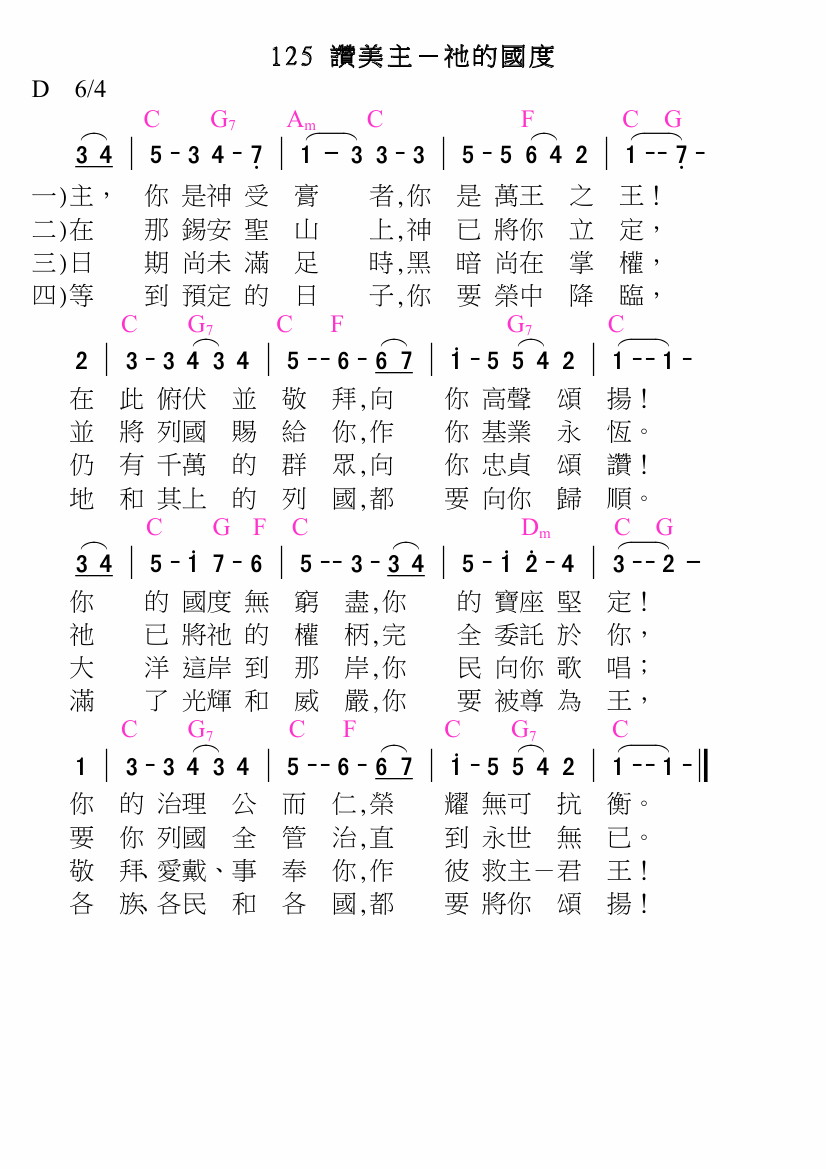 125 讚美主－祂的國度
D 6/4
C G7 Am C F C G
3 4 | 5 - 3 4 - 7 | 1 - 3 3 - 3 | 5 - 5 6 4 2 | 1 - - 7 -
一)主， 你 是神 受 膏 者,你 是 萬王 之 王！
二)在 那 錫安 聖 山 上,神 已 將你 立 定，
三)日 期 尚未 滿 足 時,黑 暗 尚在 掌 權，
四)等 到 預定 的 日 子,你 要 榮中 降 臨，
C G7 C F G7 C
2 | 3 - 3 4 3 4 | 5 - - 6 - 6 7 | i - 5 5 4 2 | 1 - - 1 -
在 此 俯伏 並 敬 拜,向 你 高聲 頌 揚！
並 將 列國 賜 給 你,作 你 基業 永 恆。
仍 有 千萬 的 群 眾,向 你 忠貞 頌 讚！
地 和 其上 的 列 國,都 要 向你 歸 順。
C G F C Dm C G
3 4 | 5 - i 7 - 6 | 5 - - 3 - 3 4 | 5 - i 2̇ - 4 | 3 - - 2 -
你 的 國度 無 窮 盡,你 的 寶座 堅 定！
祂 已 將祂 的 權 柄,完 全 委託 於 你，
大 洋 這岸 到 那 岸,你 民 向你 歌 唱；
滿 了 光輝 和 威 嚴,你 要 被尊 為 王，
C G7 C F C G7 C
1 | 3 - 3 4 3 4 | 5 - - 6 - 6 7 | i - 5 5 4 2 | 1 - - 1 - ‖
你 的 治理 公 而 仁,榮 耀 無可 抗 衡。
要 你 列國 全 管 治,直 到 永世 無 已。
敬 拜、愛戴、事 奉 你,作 彼 救主－君 王！
各 族、各民 和 各 國,都 要 將你 頌 揚！